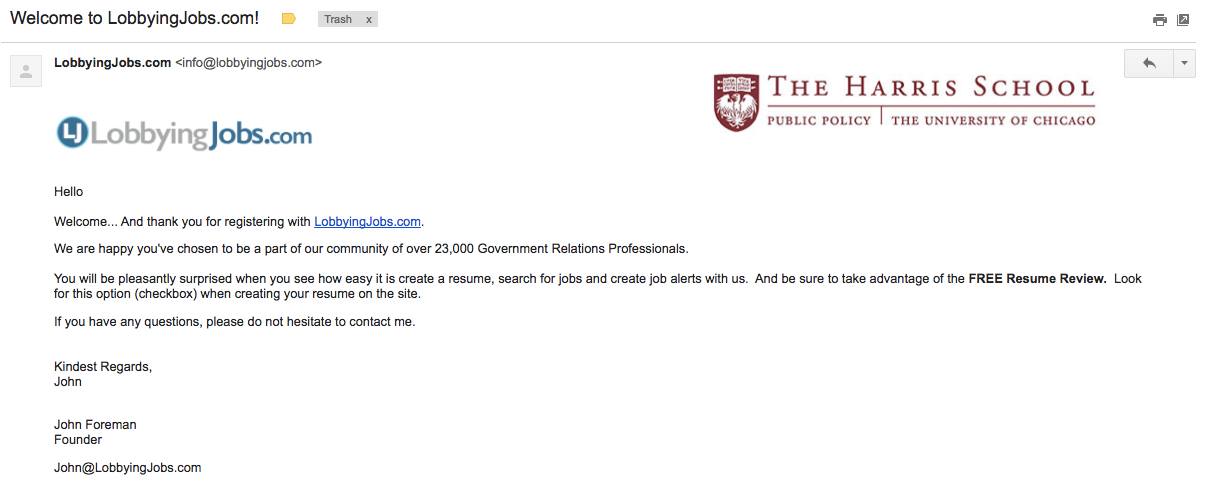 Welcome to LobbyingJobs.com!
Trash x
LobbyingJobs.com <info@lobbyingjobs.com>
THE HARRIS SCHOOL
PUBLIC POLICY | THE UNIVERSITY OF CHICAGO
LJ LobbyingJobs.com
Hello
Welcome... And thank you for registering with LobbyingJobs.com.
We are happy you've chosen to be a part of our community of over 23,000 Government Relations Professionals.
You will be pleasantly surprised when you see how easy it is create a resume, search for jobs and create job alerts with us.  And be sure to take advantage of the FREE Resume Review.  Look
for this option (checkbox) when creating your resume on the site.
If you have any questions, please do not hesitate to contact me.
Kindest Regards,
John
John Foreman
Founder
John@LobbyingJobs.com